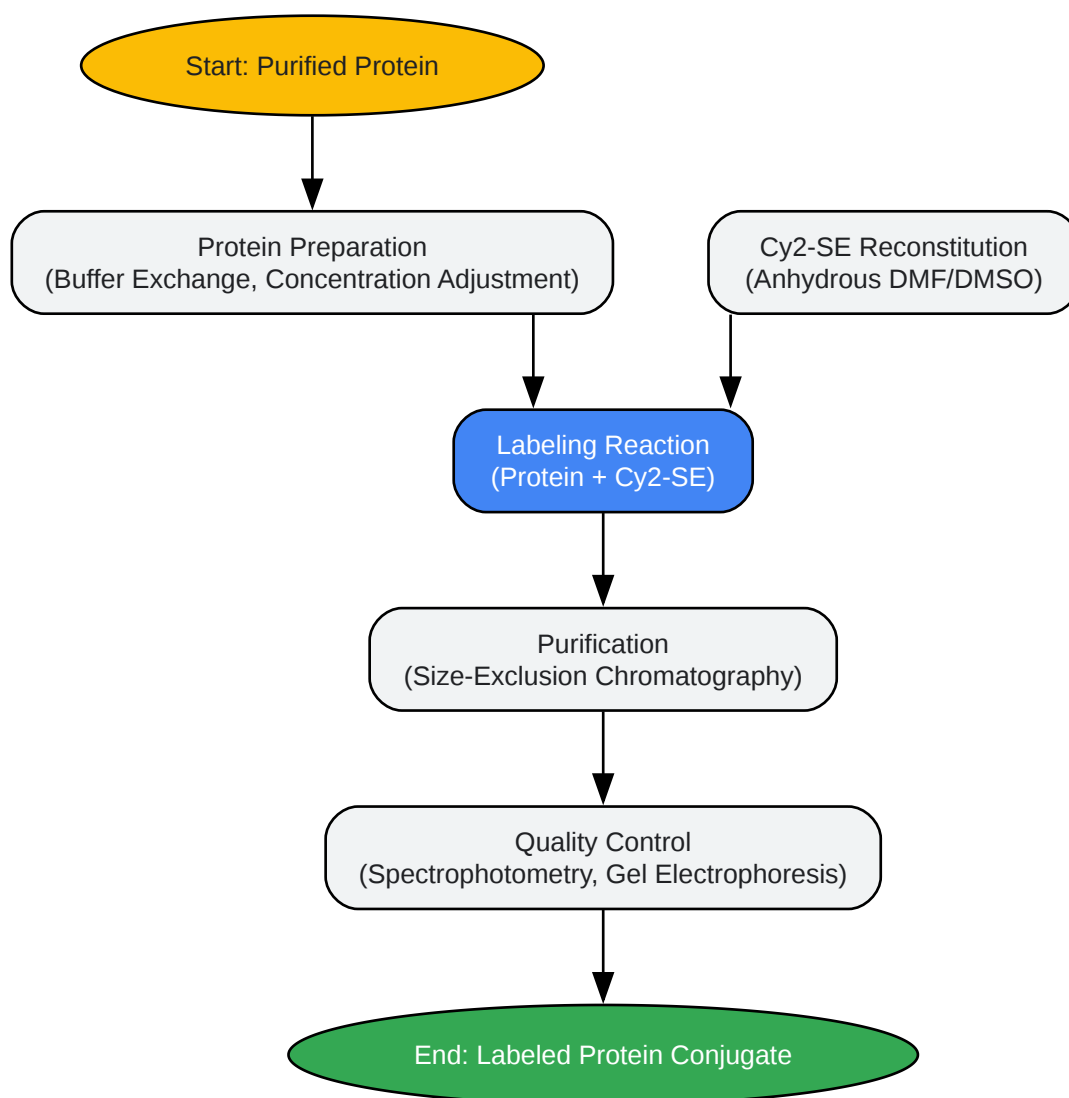 Start: Purified Protein
Protein Preparation
(Buffer Exchange, Concentration Adjustment)
Cy2-SE Reconstitution
(Anhydrous DMF/DMSO)
Labeling Reaction
(Protein + Cy2-SE)
Purification
(Size-Exclusion Chromatography)
Quality Control
(Spectrophotometry, Gel Electrophoresis)
End: Labeled Protein Conjugate